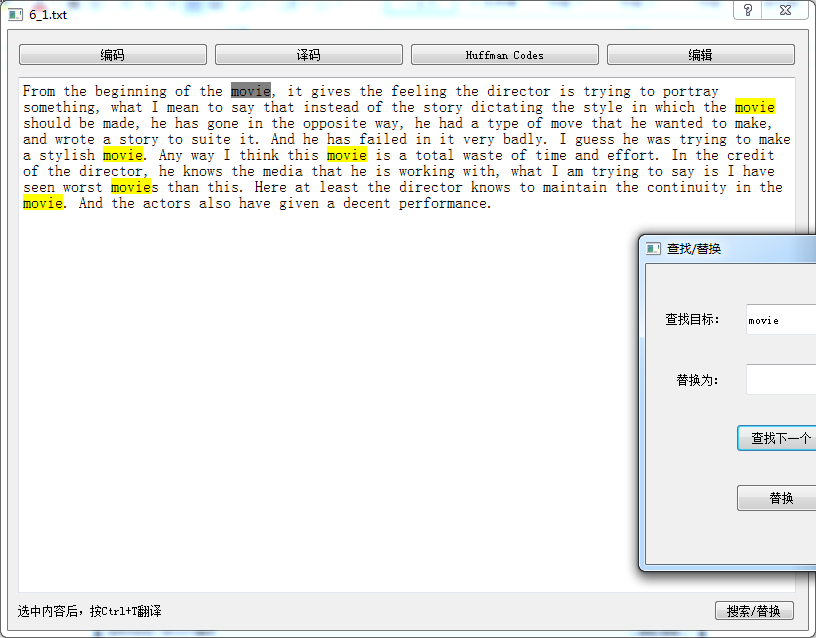 6_1.txt
编码
译码
Huffman Codes
编辑
From the beginning of the movie, it gives the feeling the director is trying to portray
something, what I mean to say that instead of the story dictating the style in which the movie
should be made, he has gone in the opposite way, he had a type of move that he wanted to make,
and wrote a story to suite it. And he has failed in it very badly. I guess he was trying to make
a stylish movie. Any way I think this movie is a total waste of time and effort. In the credit
of the director, he knows the media that he is working with, what I am trying to say is I have
seen worst movies than this. Here at least the director knows to maintain the continuity in the
movie. And the actors also have given a decent performance.
查找/替换
查找目标：
movie
替换为：
查找下一个
替换
选中内容后，按Ctrl+T翻译
搜索/替换